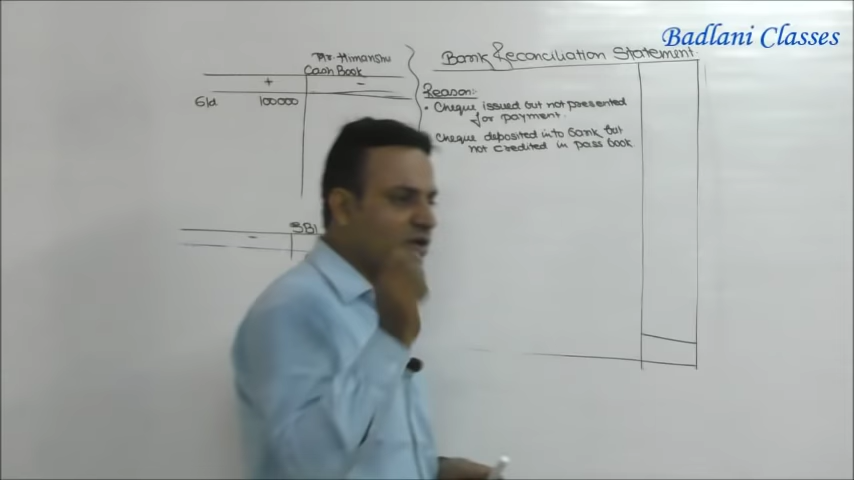 Badlani Classes
Mr. Himanshu
Cash Book
+ -
Bld 100000
SBI
-
Bank Reconciliation Statement
Reason:
• Cheque issued but not presented
for payment.
Cheque deposited into bank but
not credited in pass book